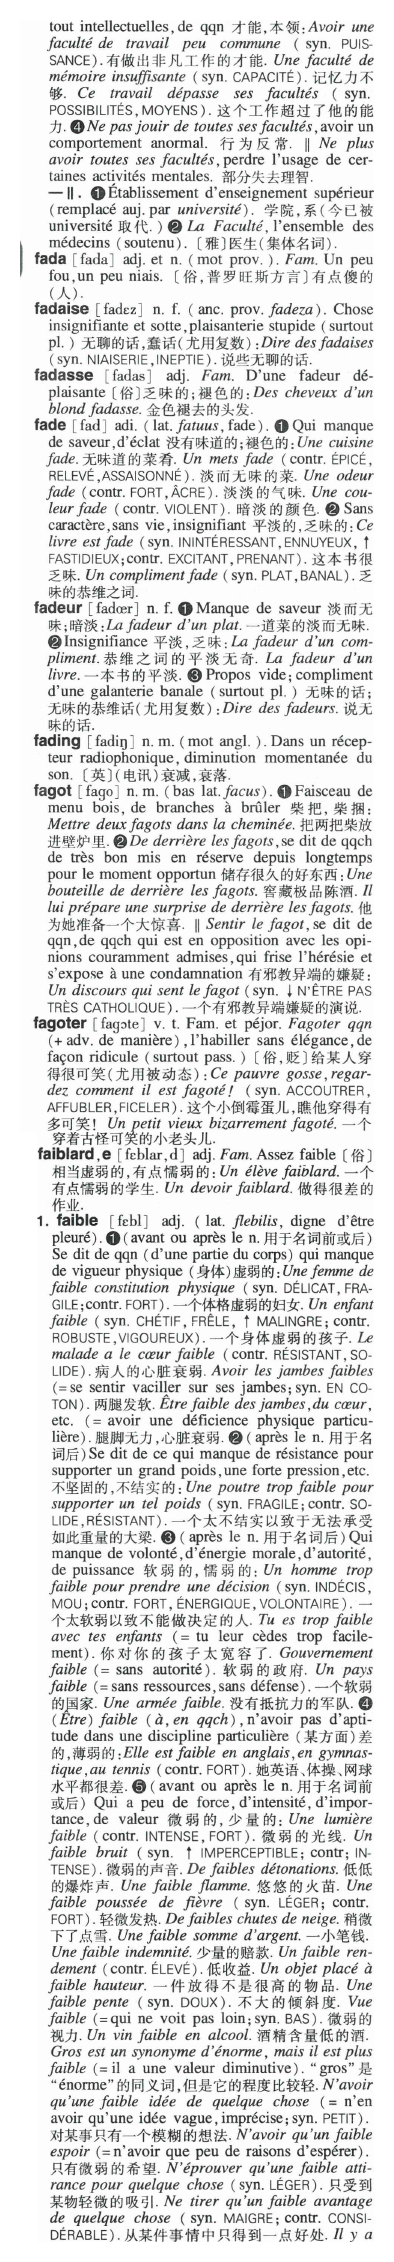 tout intellectuelles, de qqn 才能,本领:Avoir une
faculté de travail peu commune (syn. PUIS-
SANCE).有做出非凡工作的才能. Une faculté de
mémoire insuffisante (syn. CAPACITÉ). 记忆力不
够. Ce travail dépasse ses facultés (syn.
POSSIBILITÉS, MOYENS). 这个工作超过了他的能
力.❹Ne pas jouir de toutes ses facultés,avoir un
comportement anormal. 行为反常. ‖ Ne plus
avoir toutes ses facultés,perdre l'usage de cer-
taines activités mentales. 部分失去理智.
—Ⅱ. ❶Établissement d'enseignement supérieur
(remplacé auj. par université). 学院,系(今已被
université 取代.)❷ La Faculté,l'ensemble des
médecins (soutenu).〔雅〕医生(集体名词).
fada [fada] adj. et n. (mot prov.). Fam. Un peu
fou,un peu niais.〔俗,普罗旺斯方言〕有点傻的
(人).
fadaise [fadɛz] n. f. (anc. prov. fadeza). Chose
insignifiante et sotte,plaisanterie stupide (surtout
pl.) 无聊的话,蠢话(尤用复数):Dire des fadaises
(syn. NIAISERIE,INEPTIE). 说些无聊的话.
fadasse [fadas] adj. Fam. D'une fadeur dé-
plaisante〔俗〕乏味的;褪色的:Des cheveux d'un
blond fadasse. 金色褪去的头发.
fade [fad] adj. (lat. fatuus,fade). ❶Qui manque
de saveur,d'éclat 没有味道的;褪色的:Une cuisine
fade. 无味道的菜肴. Un mets fade (contr. ÉPICÉ,
RELEVÉ,ASSAISONNÉ). 淡而无味的菜. Une odeur
fade (contr. FORT, ÂCRE). 淡淡的气味. Une cou-
leur fade (contr. VIOLENT). 暗淡的颜色. ❷ Sans
caractère,sans vie,insignifiant 平淡的,乏味的:Ce
livre est fade (syn. ININTÉRESSANT,ENNUYEUX, ↑
FASTIDIEUX;contr. EXCITANT, PRENANT). 这本书很
乏味. Un compliment fade (syn. PLAT,BANAL). 乏
味的恭维之词.
fadeur [fadœr] n. f. ❶ Manque de saveur 淡而无
味;暗淡:La fadeur d'un plat. 一道菜的淡而无味.
❷Insignifiance 平淡,乏味:La fadeur d'un com-
pliment. 恭维之词的平淡无奇. La fadeur d'un
livre. 一本书的平淡. ❸ Propos vide; compliment
d'une galanterie banale (surtout pl.) 无味的话;
无味的恭维话(尤用复数):Dire des fadeurs. 说无
味的话.
fading [fadiŋ] n. m. (mot angl.). Dans un récep-
teur radiophonique, diminution momentanée du
son.〔英〕(电讯)衰减,衰落.
fagot [fago] n. m. (bas lat. facus). ❶Faisceau de
menu bois, de branches à brûler 柴把,柴捆:
Mettre deux fagots dans la cheminée. 把两把柴放
进壁炉里.❷De derrière les fagots,se dit de qqch
de très bon mis en réserve depuis longtemps
pour le moment opportun 储存很久的好东西:Une
bouteille de derrière les fagots. 窖藏极品陈酒. Il
lui prépare une surprise de derrière les fagots. 他
为她准备一个大惊喜. ‖ Sentir le fagot,se dit de
qqn,de qqch qui est en opposition avec les opi-
nions couramment admises,qui frise l'hérésie et
s'expose à une condamnation 有邪教异端的嫌疑:
Un discours qui sent le fagot (syn. ↓ N'ÊTRE PAS
TRÈS CATHOLIQUE). 一个有邪教异端嫌疑的演说.
fagoter [fagɔte] v. t. Fam. et péjor. Fagoter qqn
(+ adv. de manière),l'habiller sans élégance,de
façon ridicule (surtout pass.)〔俗,贬〕给某人穿
得很可笑(尤用被动态):Ce pauvre gosse, regar-
dez comment il est fagoté! (syn. ACCOUTRER,
AFFUBLER,FICELER). 这个小倒霉蛋儿,瞧他穿得有
多可笑! Un petit vieux bizarrement fagoté. 一个
穿着古怪可笑的小老头儿.
faiblard,e [fɛblar,d] adj. Fam. Assez faible〔俗〕
相当虚弱的,有点懦弱的:Un élève faiblard. 一个
有点懦弱的学生. Un devoir faiblard. 做得很差的
作业.
1. faible [fɛbl] adj. (lat. flebilis, digne d'être
pleuré).❶(avant ou après le n. 用于名词前或后)
Se dit de qqn (d'une partie du corps) qui manque
de vigueur physique (身体)虚弱的:Une femme de
faible constitution physique (syn. DÉLICAT, FRA-
GILE;contr. FORT). 一个体格虚弱的妇女. Un enfant
faible (syn. CHÉTIF, FRÊLE, ↑ MALINGRE; contr.
ROBUSTE,VIGOUREUX). 一个身体虚弱的孩子. Le
malade a le cœur faible (contr. RÉSISTANT, SO-
LIDE). 病人的心脏衰弱. Avoir les jambes faibles
(=se sentir vaciller sur ses jambes;syn. EN CO-
TON). 两腿发软. Être faible des jambes,du cœur,
etc. (= avoir une déficience physique particu-
lière). 腿脚无力,心脏衰弱. ❷(après le n. 用于名
词后)Se dit de ce qui manque de résistance pour
supporter un grand poids,une forte pression,etc.
不坚固的,不结实的:Une poutre trop faible pour
supporter un tel poids (syn. FRAGILE; contr. SO-
LIDE,RÉSISTANT). 一个太不结实以致于无法承受
如此重量的大梁. ❸(après le n. 用于名词后) Qui
manque de volonté,d'énergie morale,d'autorité,
de puissance 软弱的,懦弱的: Un homme trop
faible pour prendre une décision (syn. INDÉCIS,
MOU;contr. FORT, ÉNERGIQUE,VOLONTAIRE). 一
个太软弱以致不能做决定的人. Tu es trop faible
avec tes enfants (= tu leur cèdes trop facile-
ment). 你对你的孩子太宽容了. Gouvernement
faible (= sans autorité). 软弱的政府. Un pays
faible (=sans ressources,sans défense). 一个软弱
的国家. Une armée faible. 没有抵抗力的军队. ❹
(Être) faible (à,en qqch),n'avoir pas d'apti-
tude dans une discipline particulière (某方面)差
的,薄弱的:Elle est faible en anglais,en gymnas-
tique,au tennis (contr. FORT). 她英语、体操、网球
水平都很差. ❺(avant ou après le n. 用于名词前
或后) Qui a peu de force, d'intensité, d'impor-
tance, de valeur 微弱的,少量的: Une lumière
faible (contr. INTENSE, FORT). 微弱的光线. Un
faible bruit (syn. ↑ IMPERCEPTIBLE; contr; IN-
TENSE). 微弱的声音. De faibles détonations. 低低
的爆炸声. Une faible flamme. 悠悠的火苗. Une
faible poussée de fièvre (syn. LÉGER; contr.
FORT). 轻微发热. De faibles chutes de neige. 稍微
下了点雪. Une faible somme d'argent. 一小笔钱.
Une faible indemnité. 少量的赔款. Un faible ren-
dement (contr. ÉLEVÉ). 低收益. Un objet placé à
faible hauteur. 一件放得不是很高的物品. Une
faible pente (syn. DOUX). 不大的倾斜度. Vue
faible (=qui ne voit pas loin;syn. BAS). 微弱的
视力. Un vin faible en alcool. 酒精含量低的酒.
Gros est un synonyme d'énorme, mais il est plus
faible (=il a une valeur diminutive). “gros”是
“énorme”的同义词,但是它的程度比较轻. N'avoir
qu'une faible idée de quelque chose (= n'en
avoir qu'une idée vague,imprécise;syn. PETIT).
对某事只有一个模糊的想法. N'avoir qu'un faible
espoir (=n'avoir que peu de raisons d'espérer).
只有微弱的希望. N'éprouver qu'une faible atti-
rance pour quelque chose (syn. LÉGER). 只受到
某物轻微的吸引. Ne tirer qu'un faible avantage
de quelque chose (syn. MAIGRE; contr. CONSI-
DÉRABLE). 从某件事情中只得到一点好处. Il y a